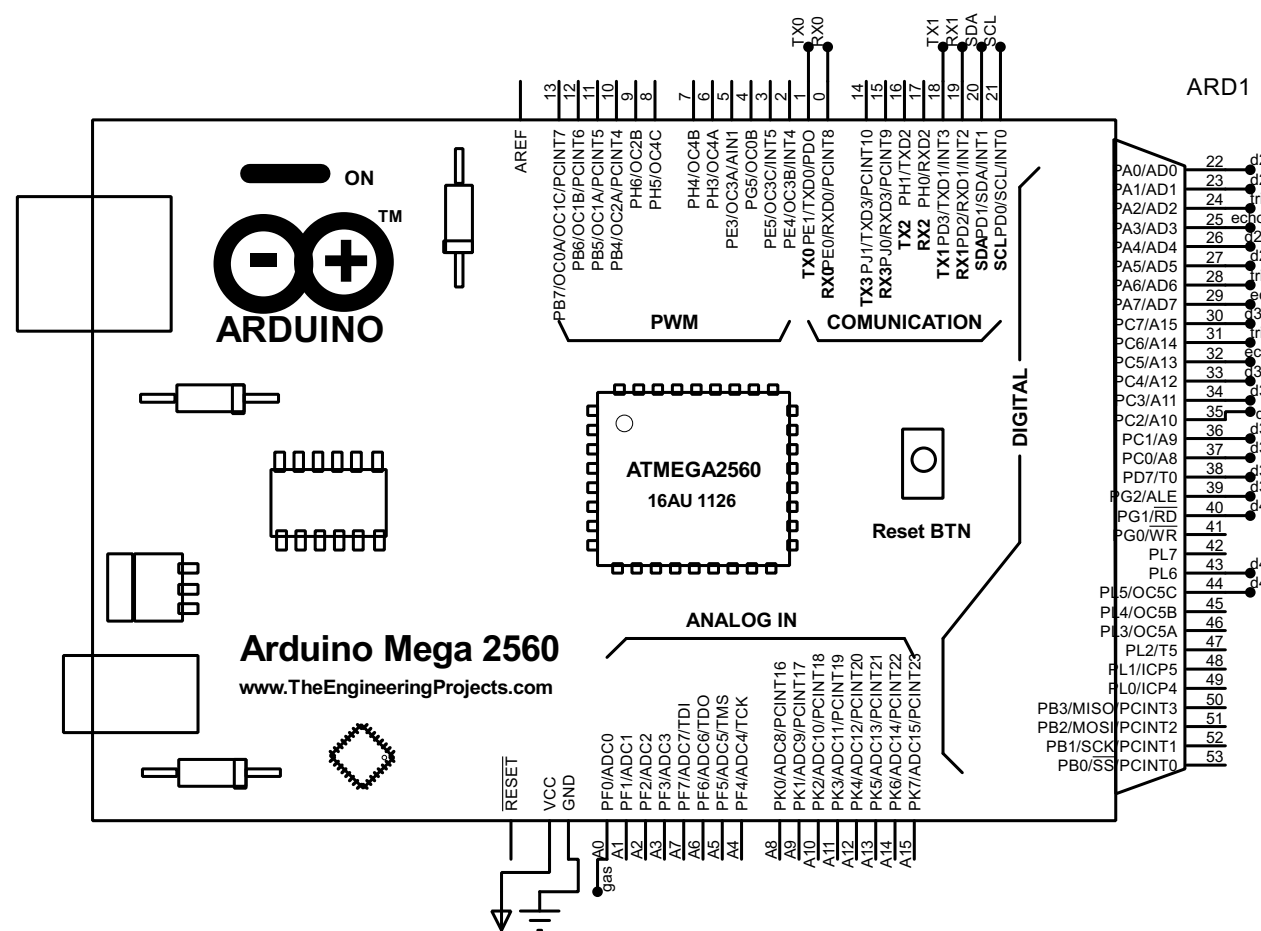 TX0
RX0
TX1
RX1
SDA
SCL
ARD1
13
12
11
10
9
8
7
6
5
4
3
2
1
0
14
15
16
17
18
19
20
21
AREF
PB7/OC0A/OC1C/PCINT7
PB6/OC1B/PCINT6
PB5/OC1A/PCINT5
PB4/OC2A/PCINT4
PH6/OC2B
PH5/OC4C
PH4/OC4B
PH3/OC4A
PE3/OC3A/AIN1
PG5/OC0B
PE5/OC3C/INT5
PE4/OC3B/INT4
TX0 PE1/TXD0/PDO
RX0PE0/RXD0/PCINT8
TX3 PJ1/TXD3/PCINT10
RX3PJ0/RXD3/PCINT9
TX2 PH1/TXD2
RX2 PH0/RXD2
TX1PD3/TXD1/INT3
RX1PD2/RXD1/INT2
SDAPD1/SDA/INT1
SCLPD0/SCL/INT0
ON
TM
ARDUINO
PWM
COMUNICATION
DIGITAL
PA0/AD0 22
PA1/AD1 23
PA2/AD2 24
PA3/AD3 25 echo
PA4/AD4 26
PA5/AD5 27
PA6/AD6 28
PA7/AD7 29
PC7/A15 30
PC6/A14 31
PC5/A13 32
PC4/A12 33
PC3/A11 34
PC2/A10 35
PC1/A9 36
PC0/A8 37
PD7/T0 38
PG2/ALE 39
PG1/RD 40
PG0/WR 41
PL7 42
PL6 43
PL5/OC5C 44
PL4/OC5B 45
PL3/OC5A 46
PL2/T5 47
PL1/ICP5 48
PL0/ICP4 49
PB3/MISO/PCINT3 50
PB2/MOSI/PCINT2 51
PB1/SCK/PCINT1 52
PB0/SS/PCINT0 53
ATMEGA2560
16AU 1126
Reset BTN
ANALOG IN
Arduino Mega 2560
www.TheEngineeringProjects.com
RESET
VCC
GND
PF0/ADC0
PF1/ADC1
PF2/ADC2
PF3/ADC3
PF7/ADC7/TDI
PF6/ADC6/TDO
PF5/ADC5/TMS
PF4/ADC4/TCK
PK0/ADC8/PCINT16
PK1/ADC9/PCINT17
PK2/ADC10/PCINT18
PK3/ADC11/PCINT19
PK4/ADC12/PCINT20
PK5/ADC13/PCINT21
PK6/ADC14/PCINT22
PK7/ADC15/PCINT23
A0
A1
A2
A3
A7
A6
A5
A4
A8
A9
A10
A11
A12
A13
A14
A15
gas